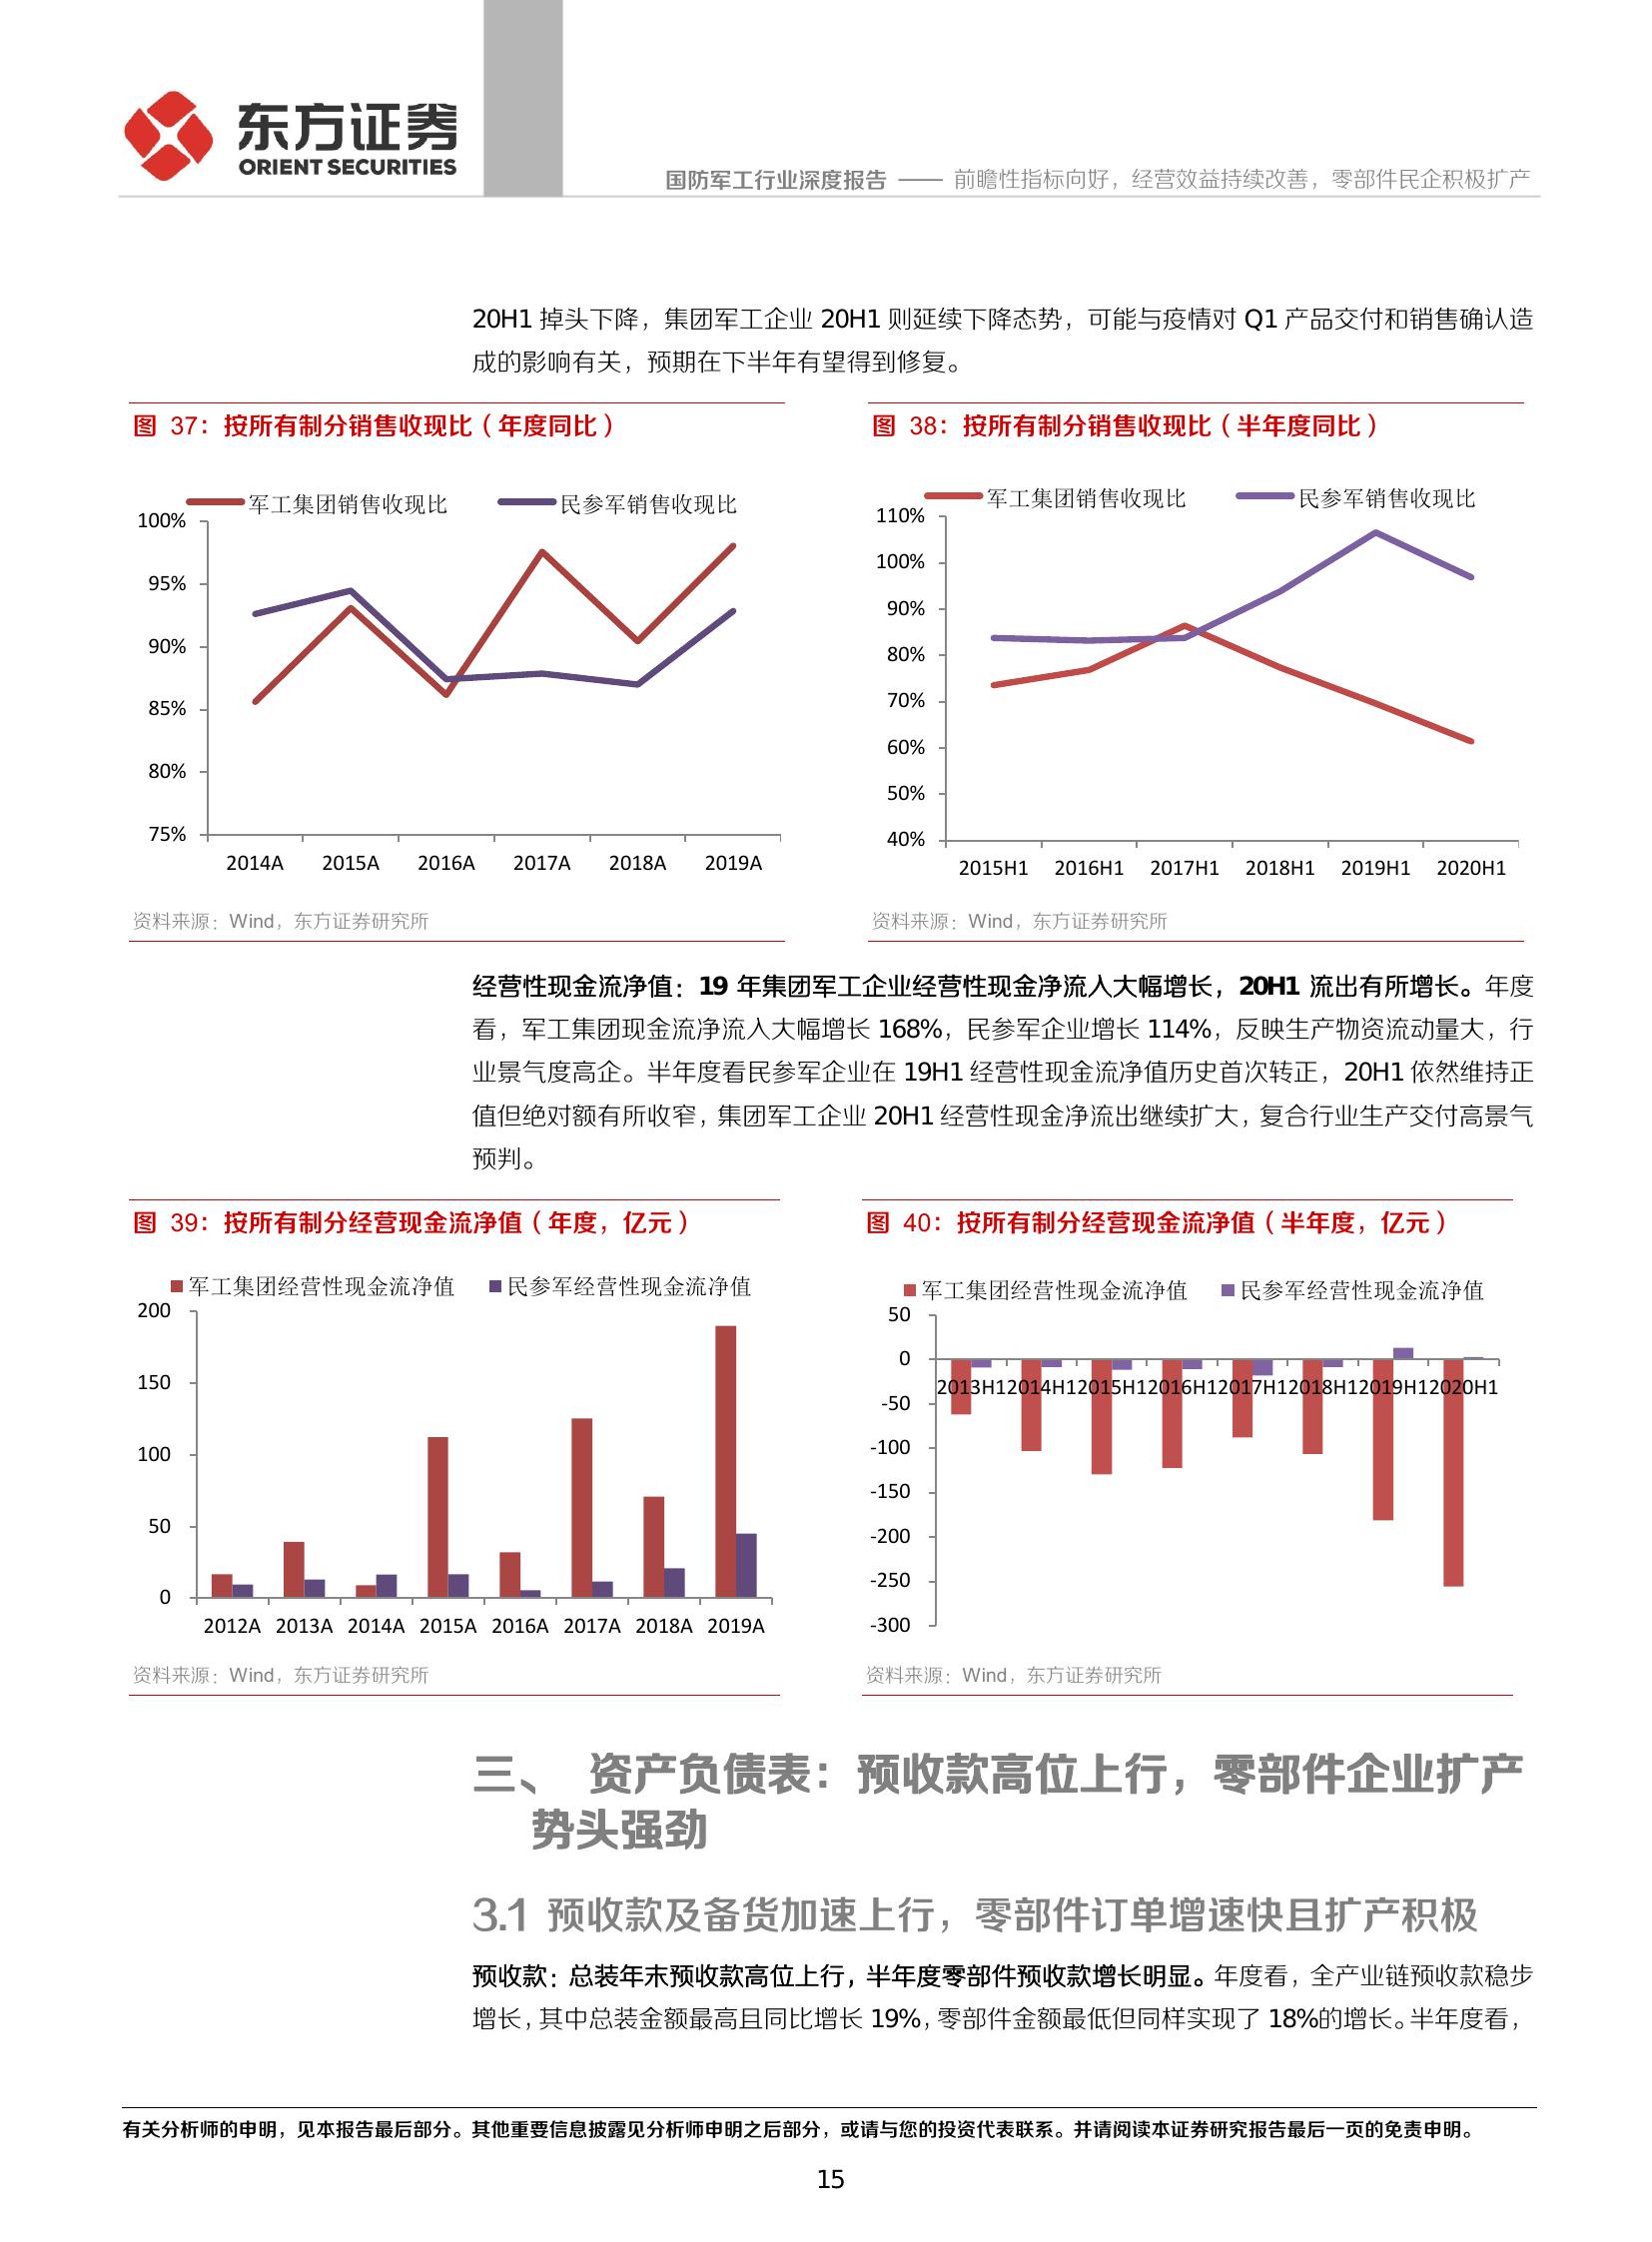 东方证券
ORIENT SECURITIES
国防军工行业深度报告 —— 前瞻性指标向好，经营效益持续改善，零部件民企积极扩产
20H1 掉头下降，集团军工企业 20H1 则延续下降态势，可能与疫情对 Q1 产品交付和销售确认造
成的影响有关，预期在下半年有望得到修复。
图 37：按所有制分销售收现比（年度同比）
军工集团销售收现比 民参军销售收现比
100%
95%
90%
85%
80%
75%
2014A 2015A 2016A 2017A 2018A 2019A
资料来源：Wind，东方证券研究所
图 38：按所有制分销售收现比（半年度同比）
军工集团销售收现比 民参军销售收现比
110%
100%
90%
80%
70%
60%
50%
40%
2015H1 2016H1 2017H1 2018H1 2019H1 2020H1
资料来源：Wind，东方证券研究所
经营性现金流净值：19 年集团军工企业经营性现金净流入大幅增长，20H1 流出有所增长。年度
看，军工集团现金流净流入大幅增长 168%，民参军企业增长 114%，反映生产物资流动量大，行
业景气度高企。半年度看民参军企业在 19H1 经营性现金流净值历史首次转正，20H1 依然维持正
值但绝对额有所收窄，集团军工企业 20H1 经营性现金净流出继续扩大，复合行业生产交付高景气
预判。
图 39：按所有制分经营现金流净值（年度，亿元）
军工集团经营性现金流净值 民参军经营性现金流净值
200
150
100
50
0
2012A 2013A 2014A 2015A 2016A 2017A 2018A 2019A
资料来源：Wind，东方证券研究所
图 40：按所有制分经营现金流净值（半年度，亿元）
军工集团经营性现金流净值 民参军经营性现金流净值
50
0
-50
-100
-150
-200
-250
-300
2013H1 2014H1 2015H1 2016H1 2017H1 2018H1 2019H1 2020H1
资料来源：Wind，东方证券研究所
三、 资产负债表：预收款高位上行，零部件企业扩产
势头强劲
3.1 预收款及备货加速上行，零部件订单增速快且扩产积极
预收款：总装年末预收款高位上行，半年度零部件预收款增长明显。年度看，全产业链预收款稳步
增长，其中总装金额最高且同比增长 19%，零部件金额最低但同样实现了 18%的增长。半年度看，
有关分析师的申明，见本报告最后部分。其他重要信息披露见分析师申明之后部分，或请与您的投资代表联系。并请阅读本证券研究报告最后一页的免责申明。
15